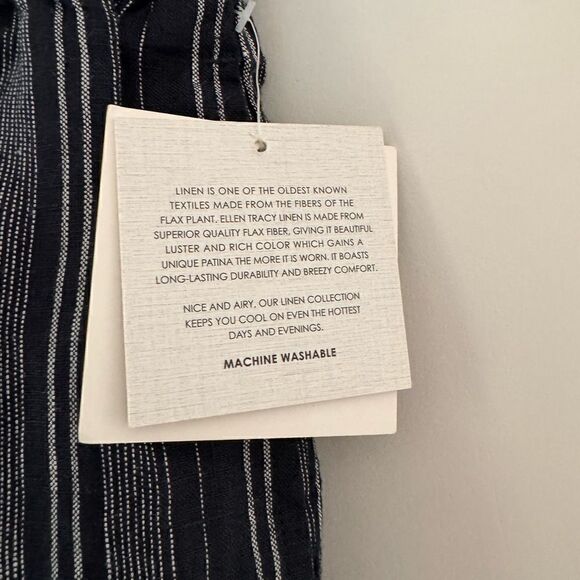 LINEN IS ONE OF THE OLDEST KNOWN
TEXTILES MADE FROM THE FIBERS OF THE
FLAX PLANT. ELLEN TRACY LINEN IS MADE FROM
SUPERIOR QUALITY FLAX FIBER, GIVING IT BEAUTIFUL
LUSTER AND RICH COLOR WHICH GAINS A
UNIQUE PATINA THE MORE IT IS WORN. IT BOASTS
LONG-LASTING DURABILITY AND BREEZY COMFORT.
NICE AND AIRY, OUR LINEN COLLECTION
KEEPS YOU COOL ON EVEN THE HOTTEST
DAYS AND EVENINGS.
MACHINE WASHABLE